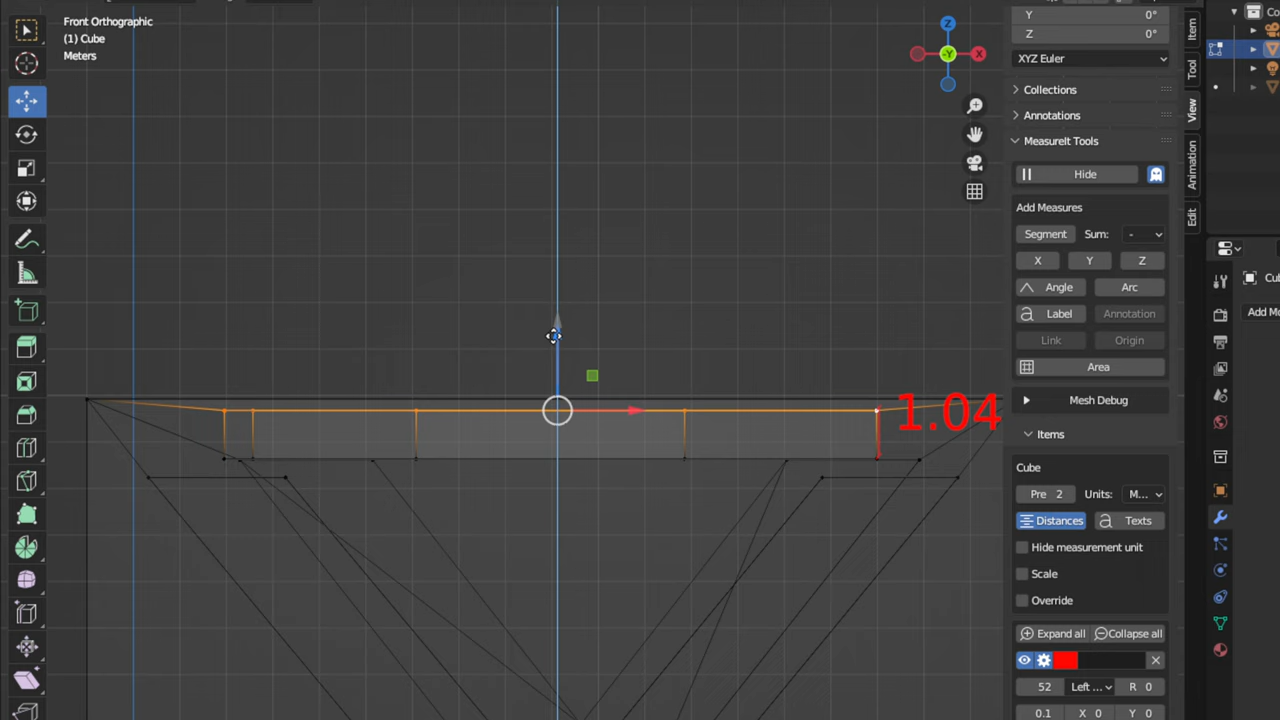 Front Orthographic
(1) Cube
Meters
Z
X
-Y
1.04
Y 0°
Z 0°
XYZ Euler
Collections
Annotations
MeasureIt Tools
Hide
Add Measures
Segment Sum: -
X Y Z
Angle Arc
a Label Annotation
Link Origin
Area
Mesh Debug
Items
Cube
Pre 2 Units: M...
Distances a Texts
Hide measurement unit
Scale
Override
Expand all Collapse all
52 Left ... R 0
0.1 X 0 Y 0
Item
Tool
View
Animation
Edit
Co
Cub
Add Mo